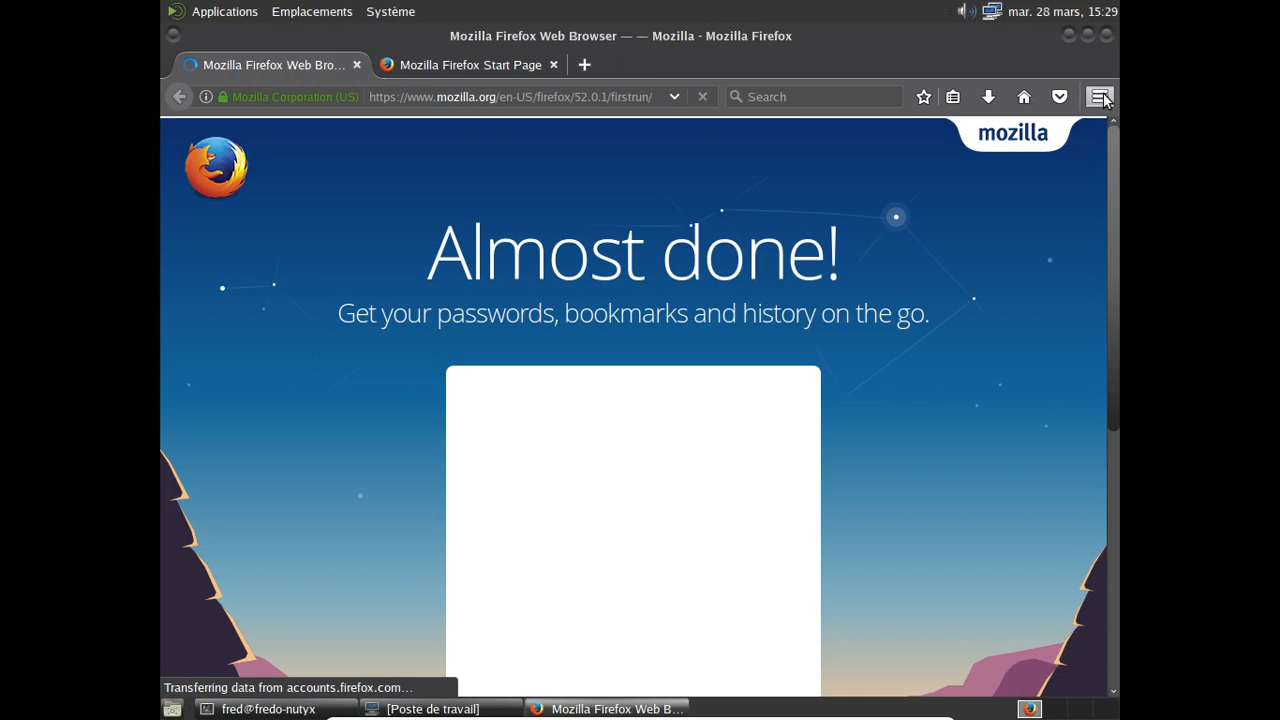 Applications Emplacements Système mar. 28 mars, 15:29
Mozilla Firefox Web Browser — — Mozilla - Mozilla Firefox
Mozilla Firefox Web Bro... Mozilla Firefox Start Page
Mozilla Corporation (US) https://www.mozilla.org/en-US/firefox/52.0.1/firstrun/ Search
mozilla
Almost done!
Get your passwords, bookmarks and history on the go.
Transferring data from accounts.firefox.com...
fred@fredo-nutyx [Poste de travail] Mozilla Firefox Web B...